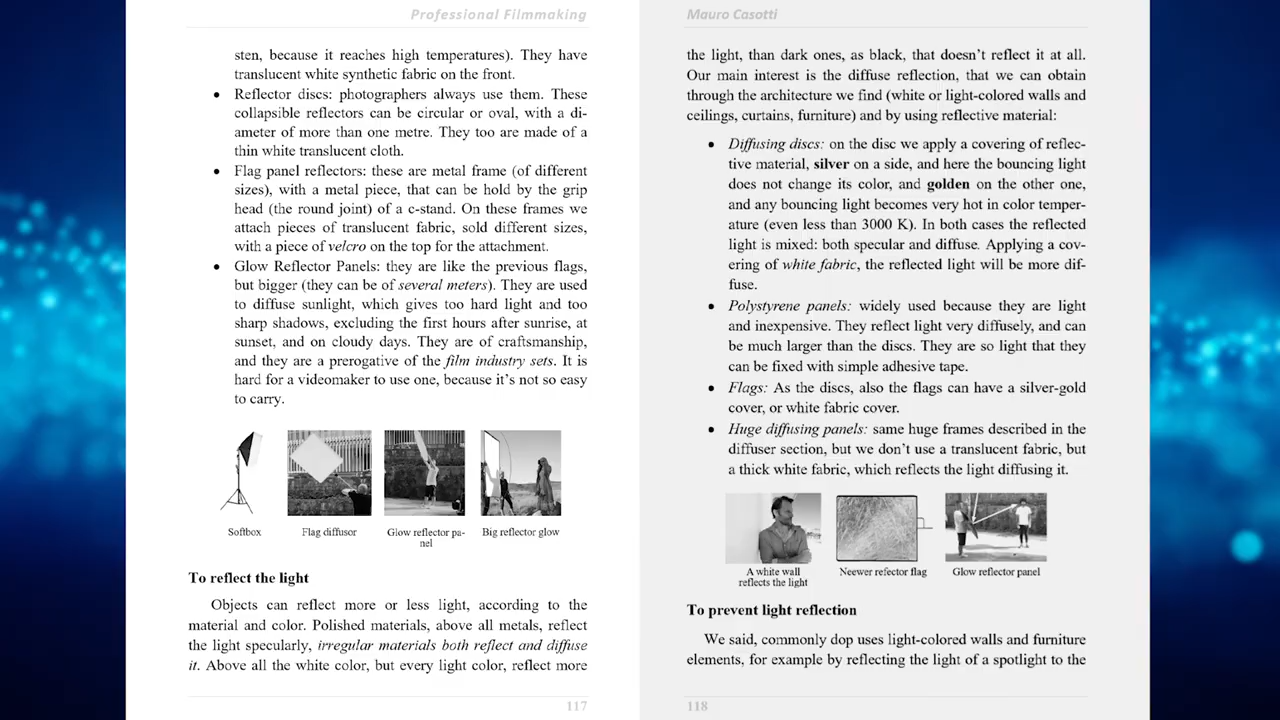 Professional Filmmaking
sten, because it reaches high temperatures). They have
translucent white synthetic fabric on the front.
• Reflector discs: photographers always use them. These
collapsible reflectors can be circular or oval, with a di-
ameter of more than one metre. They too are made of a
thin white translucent cloth.
• Flag panel reflectors: these are metal frame (of different
sizes), with a metal piece, that can be hold by the grip
head (the round joint) of a c-stand. On these frames we
attach pieces of translucent fabric, sold different sizes,
with a piece of velcro on the top for the attachment.
• Glow Reflector Panels: they are like the previous flags,
but bigger (they can be of several meters). They are used
to diffuse sunlight, which gives too hard light and too
sharp shadows, excluding the first hours after sunrise, at
sunset, and on cloudy days. They are of craftsmanship,
and they are a prerogative of the film industry sets. It is
hard for a videomaker to use one, because it's not so easy
to carry.
Softbox
Flag diffusor
Glow reflector pa-
nel
Big reflector glow
To reflect the light
Objects can reflect more or less light, according to the
material and color. Polished materials, above all metals, reflect
the light specularly, irregular materials both reflect and diffuse
it. Above all the white color, but every light color, reflect more
117
Mauro Casotti
the light, than dark ones, as black, that doesn't reflect it at all.
Our main interest is the diffuse reflection, that we can obtain
through the architecture we find (white or light-colored walls and
ceilings, curtains, furniture) and by using reflective material:
• Diffusing discs: on the disc we apply a covering of reflec-
tive material, silver on a side, and here the bouncing light
does not change its color, and golden on the other one,
and any bouncing light becomes very hot in color temper-
ature (even less than 3000 K). In both cases the reflected
light is mixed: both specular and diffuse. Applying a cov-
ering of white fabric, the reflected light will be more dif-
fuse.
• Polystyrene panels: widely used because they are light
and inexpensive. They reflect light very diffusely, and can
be much larger than the discs. They are so light that they
can be fixed with simple adhesive tape.
• Flags: As the discs, also the flags can have a silver-gold
cover, or white fabric cover.
• Huge diffusing panels: same huge frames described in the
diffuser section, but we don't use a translucent fabric, but
a thick white fabric, which reflects the light diffusing it.
A white wall
reflects the light
Neewer refector flag
Glow reflector panel
To prevent light reflection
We said, commonly dop uses light-colored walls and furniture
elements, for example by reflecting the light of a spotlight to the
118